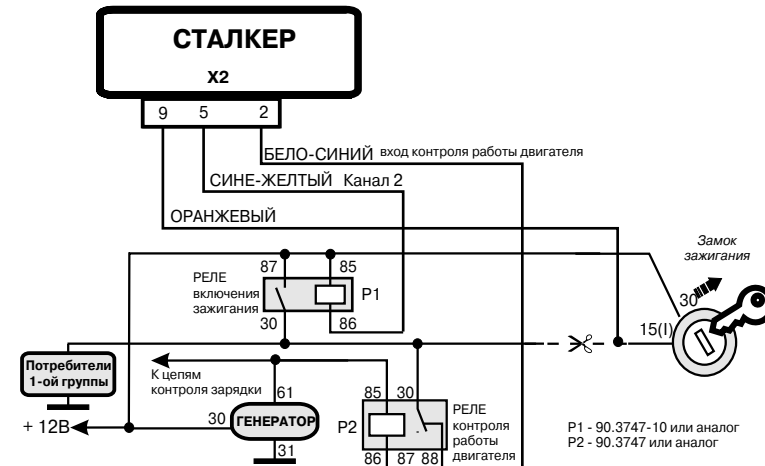 СТАЛКЕР
X2
9 5 2
БЕЛО-СИНИЙ вход контроля работы двигателя
СИНЕ-ЖЕЛТЫЙ Канал 2
ОРАНЖЕВЫЙ
Замок
зажигания
87 85
РЕЛЕ
включения
зажигания
P1
30 86
30
15(I)
Потребители
1-ой группы
К цепям
контроля зарядки
61
85 30
+ 12В
30 ГЕНЕРАТОР
31
P2
РЕЛЕ
контроля
работы
двигателя
86 87 88
P1 - 90.3747-10 или аналог
P2 - 90.3747 или аналог